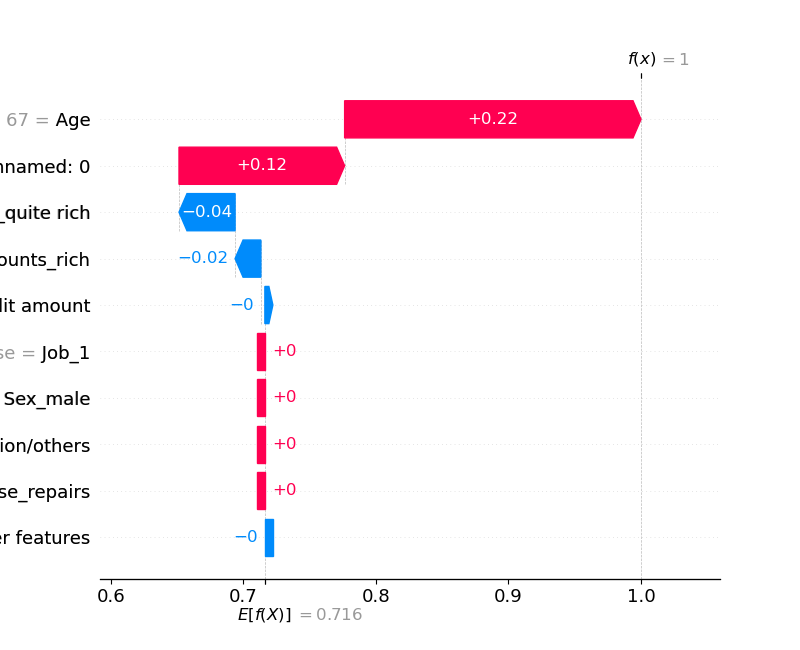 f(x) = 1
67 = Age
+0.22
nnamed: 0
+0.12
_quite rich
−0.04
ounts_rich
−0.02
dit amount
−0
se = Job_1
+0
Sex_male
+0
ion/others
+0
se_repairs
+0
er features
−0
0.6 0.7 0.8 0.9 1.0
E[f(X)] = 0.716